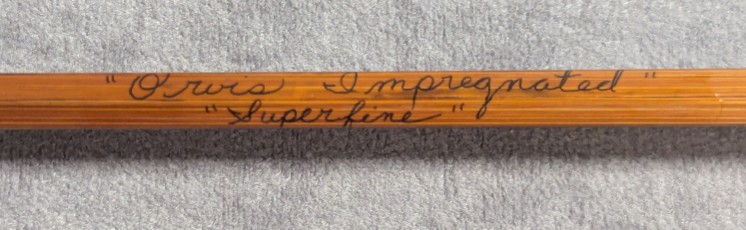 "Orvis Impregnated"
"Superfine"